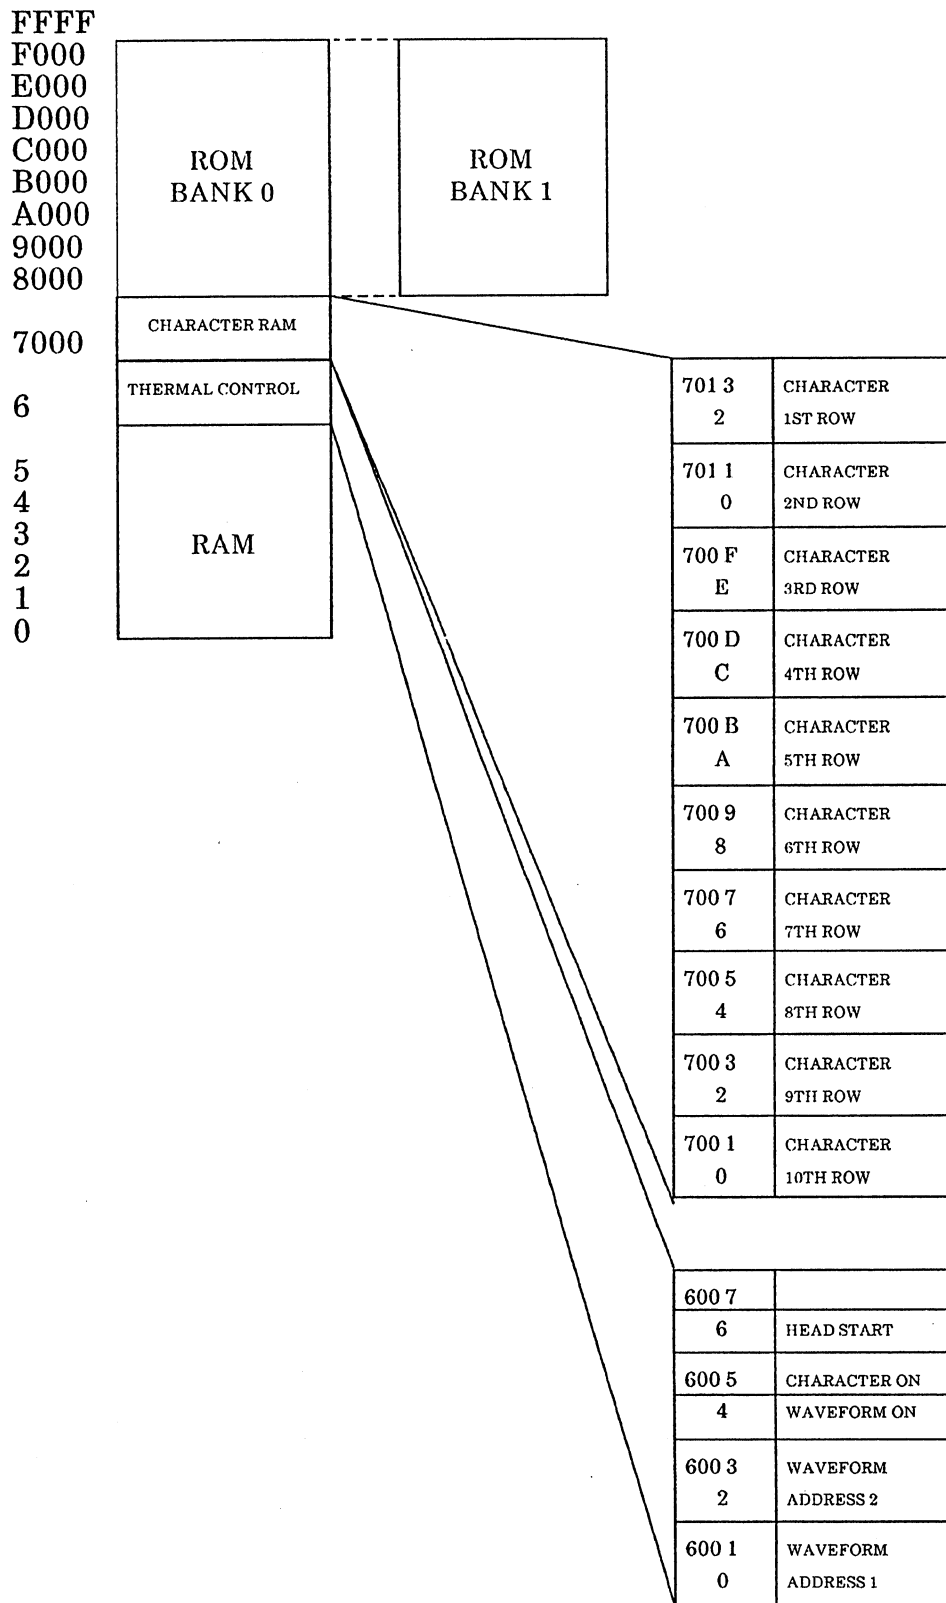 FFFF
F000
E000
D000
C000
B000
A000
9000
8000
7000
6
5
4
3
2
1
0
ROM
BANK 0
ROM
BANK 1
CHARACTER RAM
THERMAL CONTROL
RAM
701 3 CHARACTER
2 1ST ROW
701 1 CHARACTER
0 2ND ROW
700 F CHARACTER
E 3RD ROW
700 D CHARACTER
C 4TH ROW
700 B CHARACTER
A 5TH ROW
700 9 CHARACTER
8 6TH ROW
700 7 CHARACTER
6 7TH ROW
700 5 CHARACTER
4 8TH ROW
700 3 CHARACTER
2 9TH ROW
700 1 CHARACTER
0 10TH ROW
600 7
6 HEAD START
600 5 CHARACTER ON
4 WAVEFORM ON
600 3 WAVEFORM
2 ADDRESS 2
600 1 WAVEFORM
0 ADDRESS 1